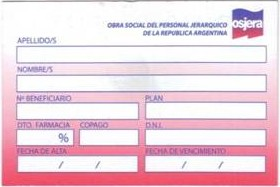 OBRA SOCIAL DEL PERSONAL JERARQUICO
DE LA REPUBLICA ARGENTINA
osjera
APELLIDO/S
NOMBRE/S
Nº BENEFICIARIO
PLAN
DTO. FARMACIA
COPAGO
D.N.I.
%
FECHA DE ALTA
FECHA DE VENCIMIENTO
/ /
/ /